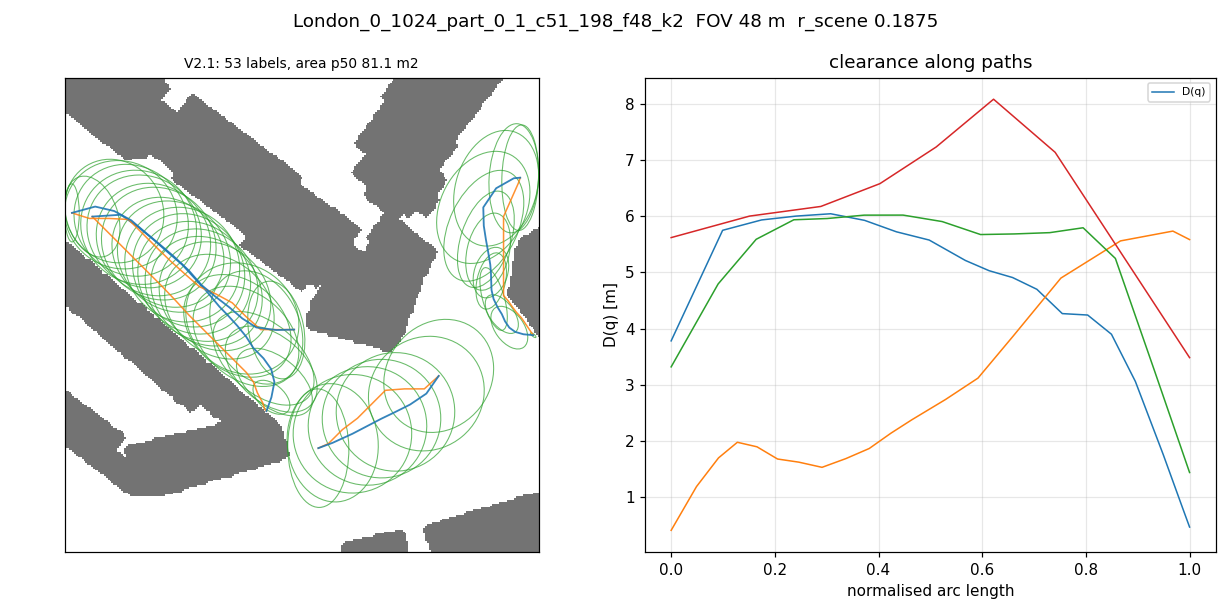 London_0_1024_part_0_1_c51_198_f48_k2  FOV 48 m  r_scene 0.1875
V2.1: 53 labels, area p50 81.1 m2
clearance along paths
D(q)
D(q) [m]
8
7
6
5
4
3
2
1
0.0 0.2 0.4 0.6 0.8 1.0
normalised arc length